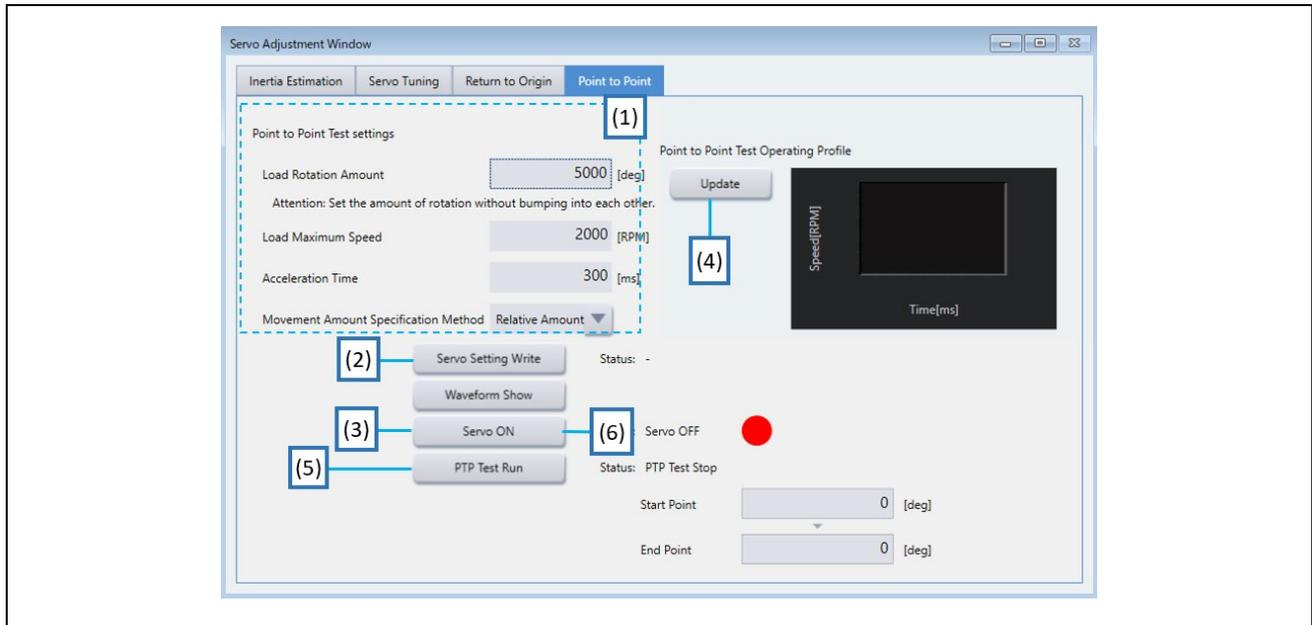 Servo Adjustment Window
Inertia Estimation Servo Tuning Return to Origin Point to Point
(1)
Point to Point Test settings
Point to Point Test Operating Profile
Load Rotation Amount 5000 [deg]
Update
Attention: Set the amount of rotation without bumping into each other.
Load Maximum Speed 2000 [RPM]
Speed[RPM]
(4)
Acceleration Time 300 [ms]
Time[ms]
Movement Amount Specification Method Relative Amount
(2) Servo Setting Write Status: -
Waveform Show
(3) Servo ON (6) : Servo OFF
(5) PTP Test Run Status: PTP Test Stop
Start Point 0 [deg]
End Point 0 [deg]